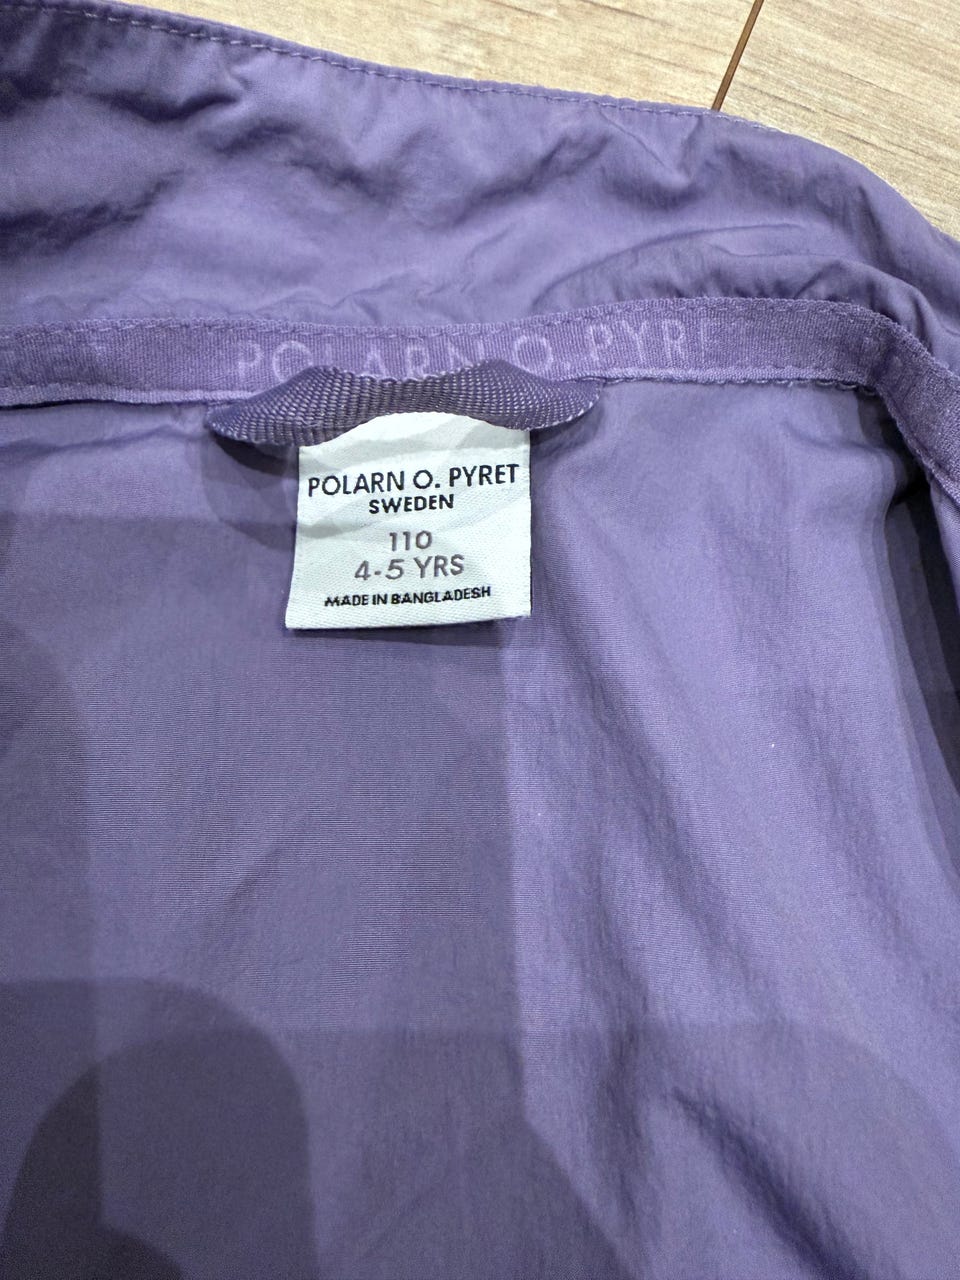 POLARN O. PYRET
POLARN O. PYRET
SWEDEN
110
4-5 YRS
MADE IN BANGLADESH